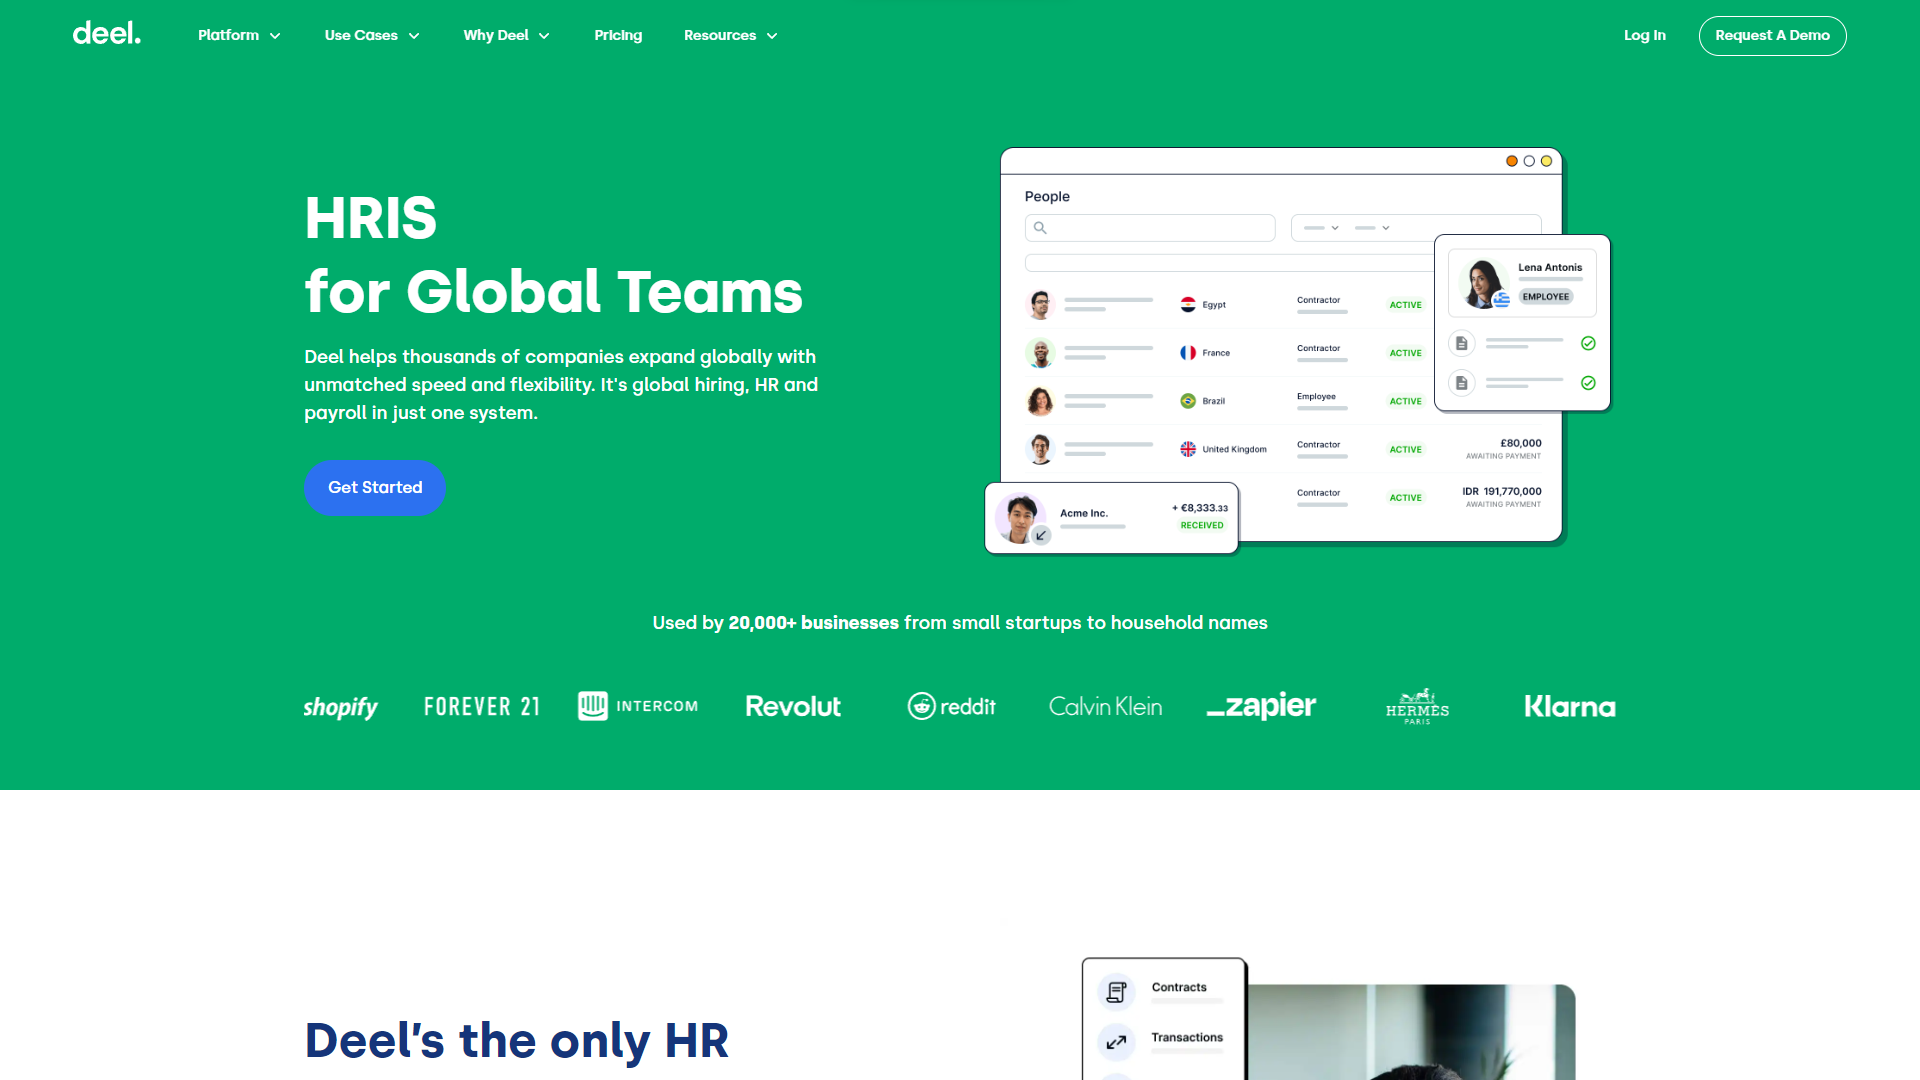 deel.
Platform
Use Cases
Why Deel
Pricing
Resources
Log In
Request A Demo
HRIS
for Global Teams
Deel helps thousands of companies expand globally with
unmatched speed and flexibility. It's global hiring, HR and
payroll in just one system.
Get Started
People
Egypt
Contractor
ACTIVE
France
Contractor
ACTIVE
Brazil
Employee
ACTIVE
United Kingdom
Contractor
ACTIVE
£80,000
AWAITING PAYMENT
Contractor
ACTIVE
IDR 191,770,000
AWAITING PAYMENT
Lena Antonis
EMPLOYEE
Acme Inc.
+ €8,333.33
RECEIVED
Used by 20,000+ businesses from small startups to household names
shopify
FOREVER 21
INTERCOM
Revolut
reddit
Calvin Klein
zapier
HERMÈS
PARIS
Klarna
Deel's the only HR
Contracts
Transactions